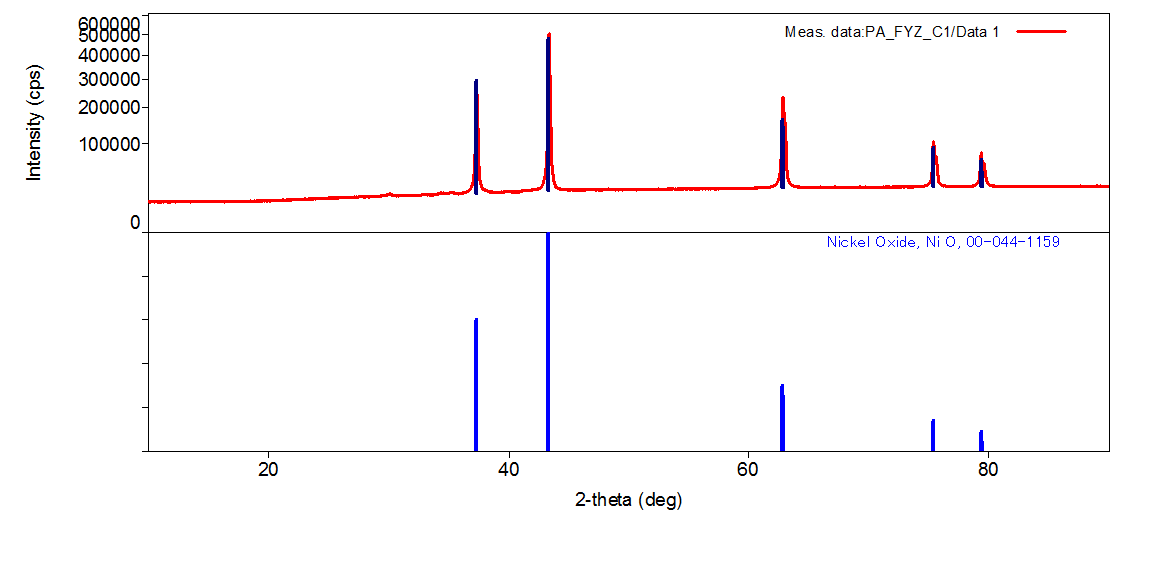 600000
500000
400000
300000
200000
100000
0
Intensity (cps)
Meas. data:PA_FYZ_C1/Data 1
Nickel Oxide, Ni O, 00-044-1159
20 40 60 80
2-theta (deg)